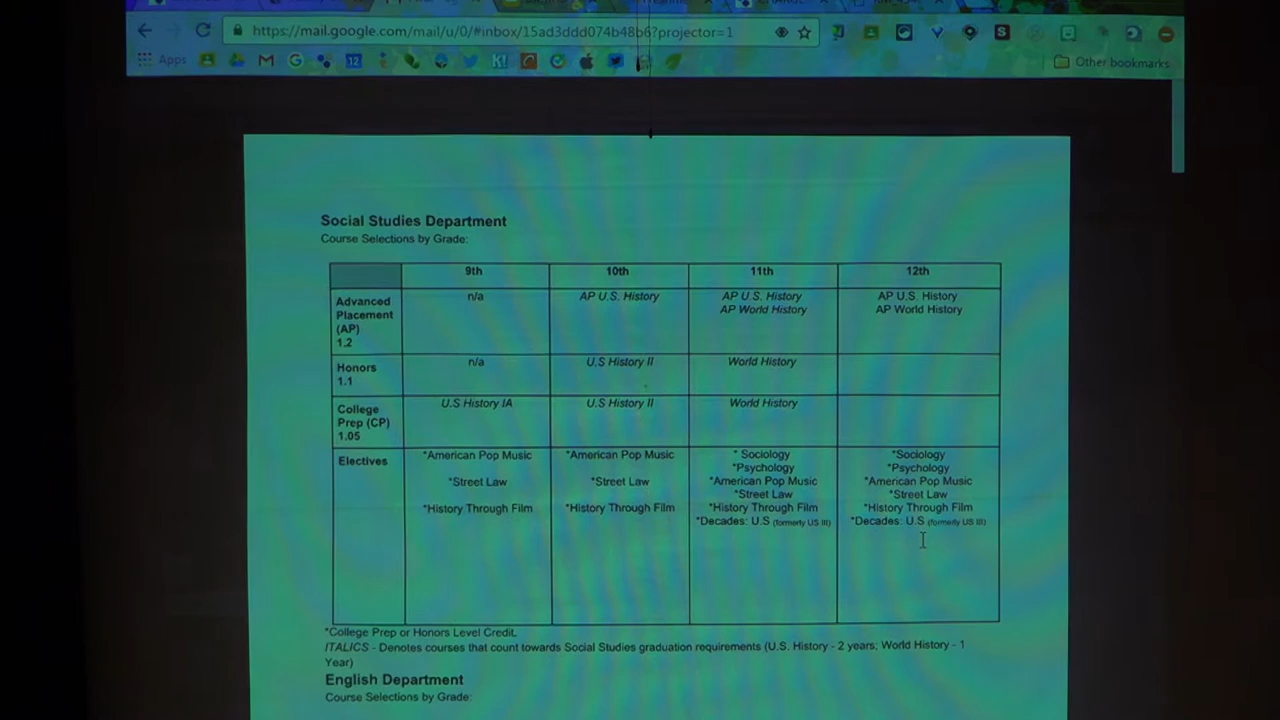 https://mail.google.com/mail/u/0/#inbox/15ad3ddd074b48b6?projector=1
Apps
Other bookmarks
Social Studies Department
Course Selections by Grade:
9th 10th 11th 12th
Advanced Placement (AP) 1.2
n/a
AP U.S. History
AP U.S. History
AP World History
AP U.S. History
AP World History
Honors 1.1
n/a
U.S History II
World History
College Prep (CP) 1.05
U.S History IA
U.S History II
World History
Electives
*American Pop Music
*Street Law
*History Through Film
*American Pop Music
*Street Law
*History Through Film
* Sociology
*Psychology
*American Pop Music
*Street Law
*History Through Film
*Decades: U.S (formerly US III)
*Sociology
*Psychology
*American Pop Music
*Street Law
*History Through Film
*Decades: U.S (formerly US III)
*College Prep or Honors Level Credit.
ITALICS - Denotes courses that count towards Social Studies graduation requirements (U.S. History - 2 years; World History - 1
Year)
English Department
Course Selections by Grade: